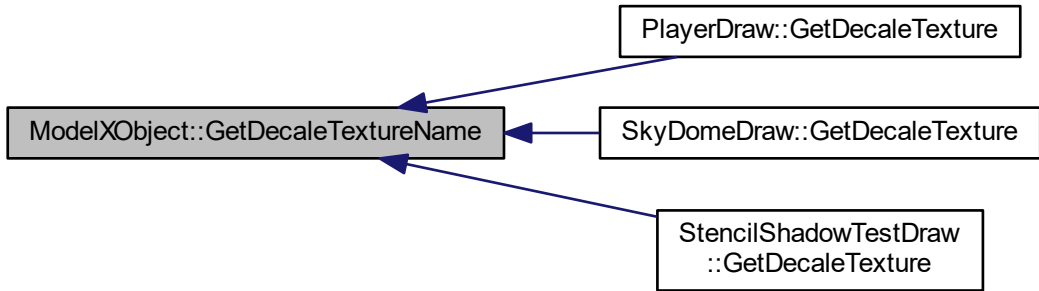 PlayerDraw::GetDecaleTexture
ModelXObject::GetDecaleTextureName
SkyDomeDraw::GetDecaleTexture
StencilShadowTestDraw
::GetDecaleTexture